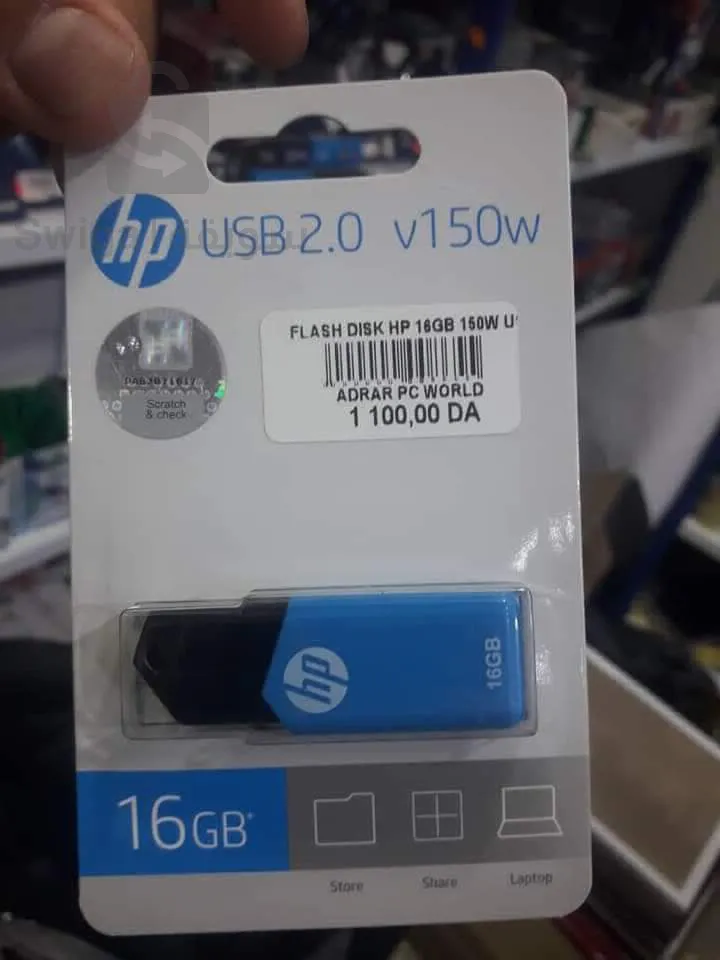 hp USB 2.0 v150w
FLASH DISK HP 16GB 150W U
ADRAR PC WORLD
1 100,00 DA
Scratch
& check
hp
16GB
16GB*
Store
Share
Laptop